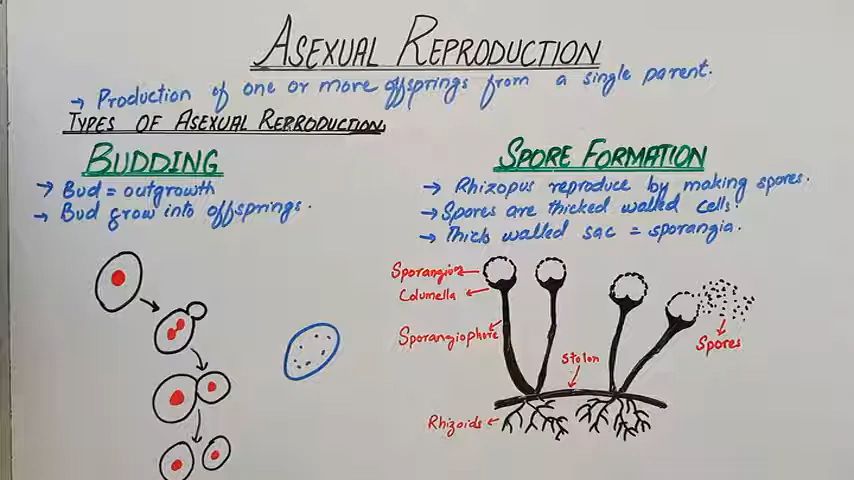 ASEXUAL REPRODUCTION
→ Production of one or more offsprings from a single parent.
TYPES OF ASEXUAL REPRODUCTION
BUDDING
→ Bud = outgrowth
→ Bud grow into offsprings.
SPORE FORMATION
→ Rhizopus reproduce by making spores.
→ Spores are thicked walled cells
→ Thick walled sac = sporangia.
Sporangium
Columella
Sporangiophore
Stolon
Spores
Rhizoids